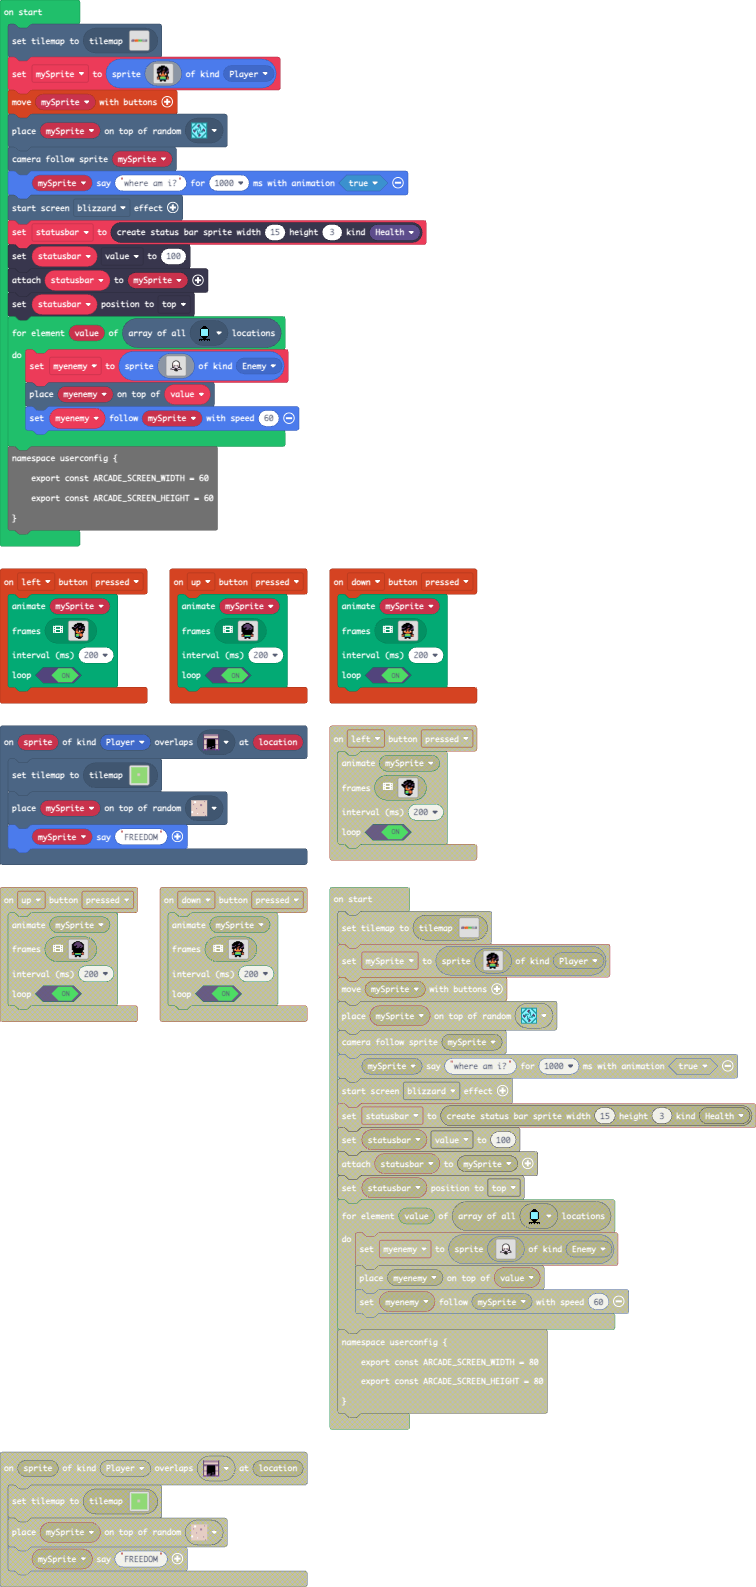 on start
set tilemap to tilemap
set mySprite to sprite of kind Player
move mySprite with buttons
place mySprite on top of random
camera follow sprite mySprite
mySprite say "where am i?" for 1000 ms with animation true
start screen blizzard effect
set statusbar to create status bar sprite width 15 height 3 kind Health
set statusbar value to 100
attach statusbar to mySprite
set statusbar position to top
for element value of array of all locations
do
set myenemy to sprite of kind Enemy
place myenemy on top of value
set myenemy follow mySprite with speed 60
namespace userconfig {
export const ARCADE_SCREEN_WIDTH = 60
export const ARCADE_SCREEN_HEIGHT = 60
}
on left button pressed
animate mySprite
frames
interval (ms) 200
loop ON
on up button pressed
animate mySprite
frames
interval (ms) 200
loop ON
on down button pressed
animate mySprite
frames
interval (ms) 200
loop ON
on sprite of kind Player overlaps at location
set tilemap to tilemap
place mySprite on top of random
mySprite say "FREEDOM"
on left button pressed
animate mySprite
frames
interval (ms) 200
loop ON
on up button pressed
animate mySprite
frames
interval (ms) 200
loop ON
on down button pressed
animate mySprite
frames
interval (ms) 200
loop ON
on start
set tilemap to tilemap
set mySprite to sprite of kind Player
move mySprite with buttons
place mySprite on top of random
camera follow sprite mySprite
mySprite say "where am i?" for 1000 ms with animation true
start screen blizzard effect
set statusbar to create status bar sprite width 15 height 3 kind Health
set statusbar value to 100
attach statusbar to mySprite
set statusbar position to top
for element value of array of all locations
do
set myenemy to sprite of kind Enemy
place myenemy on top of value
set myenemy follow mySprite with speed 60
namespace userconfig {
export const ARCADE_SCREEN_WIDTH = 80
export const ARCADE_SCREEN_HEIGHT = 80
}
on sprite of kind Player overlaps at location
set tilemap to tilemap
place mySprite on top of random
mySprite say "FREEDOM"